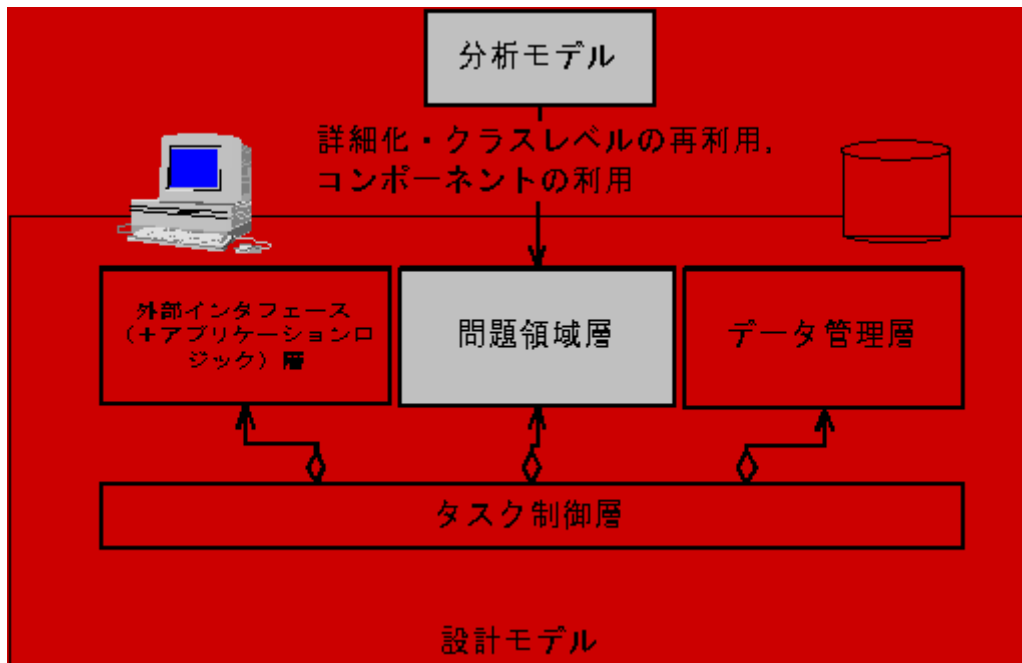 分析モデル
詳細化・クラスレベルの再利用,
コンポーネントの利用
外部インタフェース
(+アプリケーションロ
ジック)層
問題領域層
データ管理層
タスク制御層
設計モデル